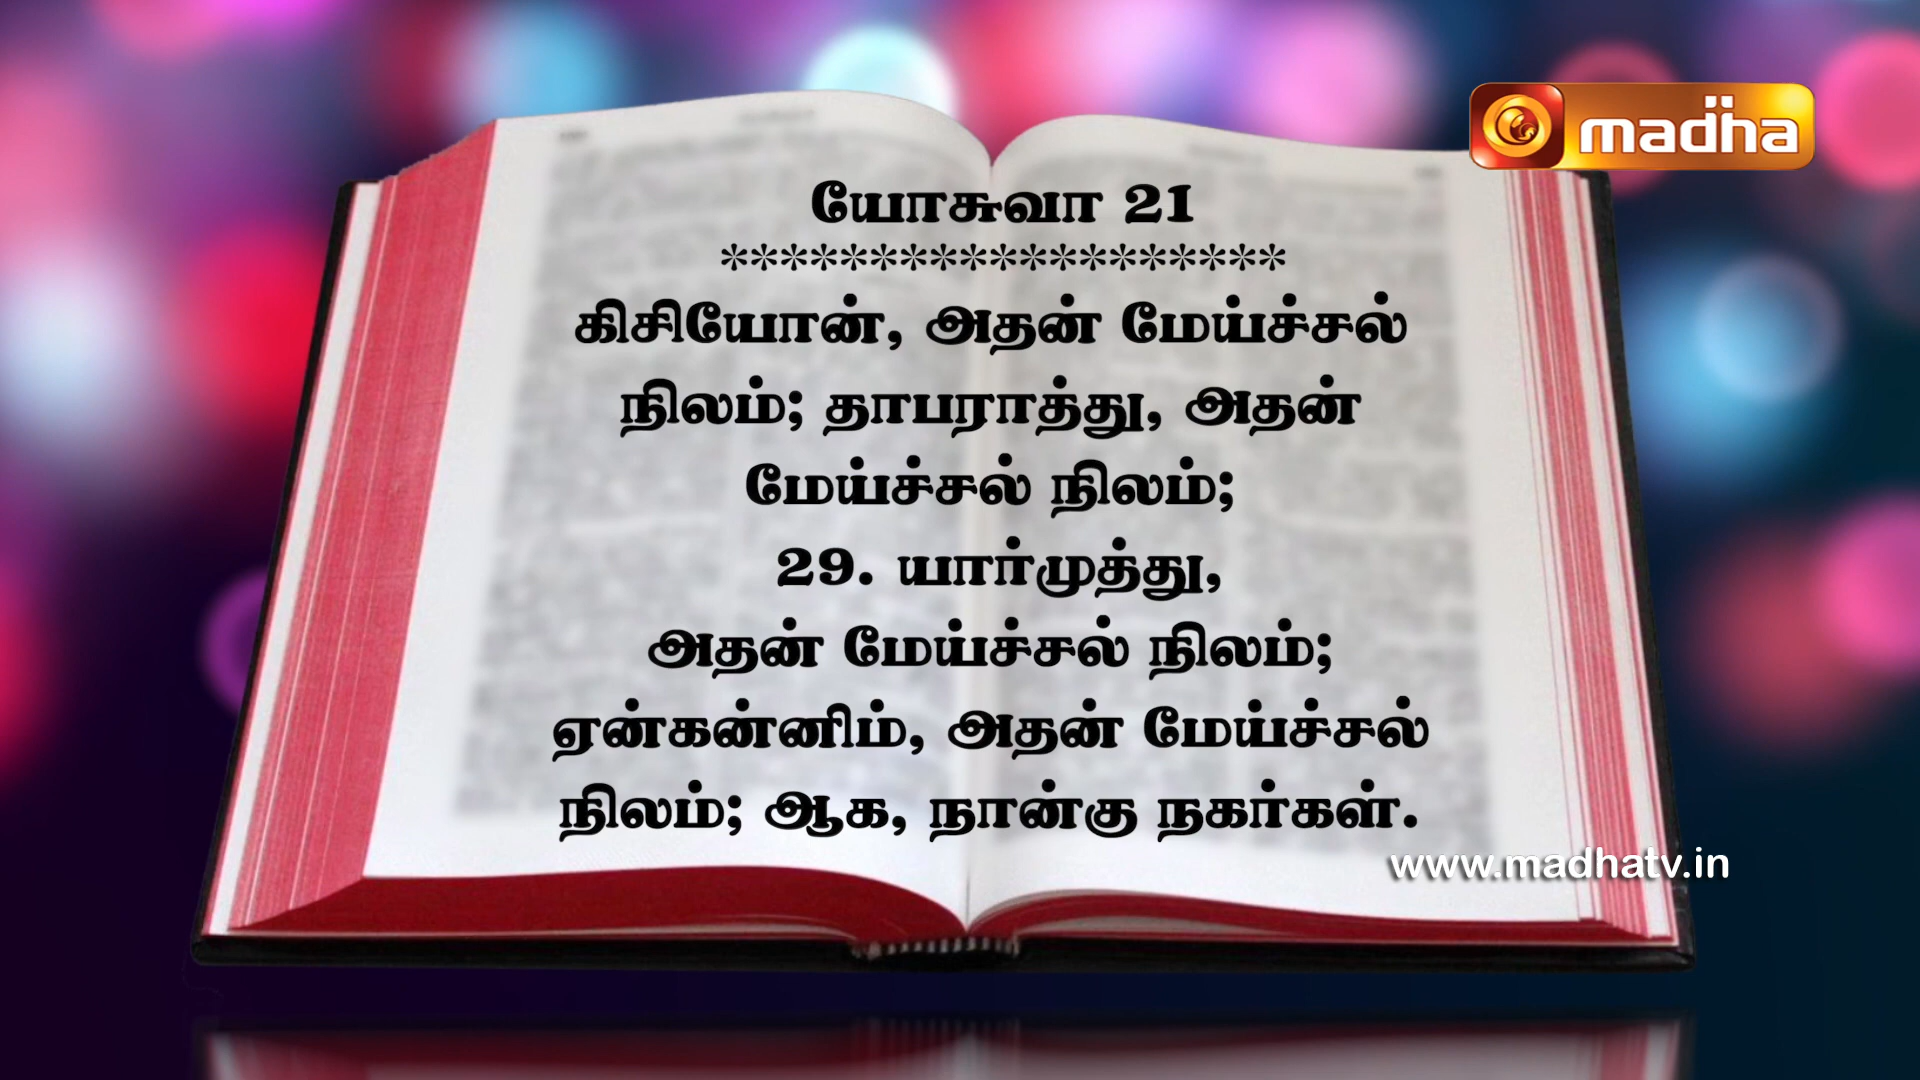 madha
யோசுவா 21
*******************
கிசியோன், அதன் மேய்ச்சல்
நிலம்; தாபராத்து, அதன்
மேய்ச்சல் நிலம்;
29. யார்முத்து,
அதன் மேய்ச்சல் நிலம்;
ஏன்கன்னிம், அதன் மேய்ச்சல்
நிலம்; ஆக, நான்கு நகர்கள்.
www.madhatv.in